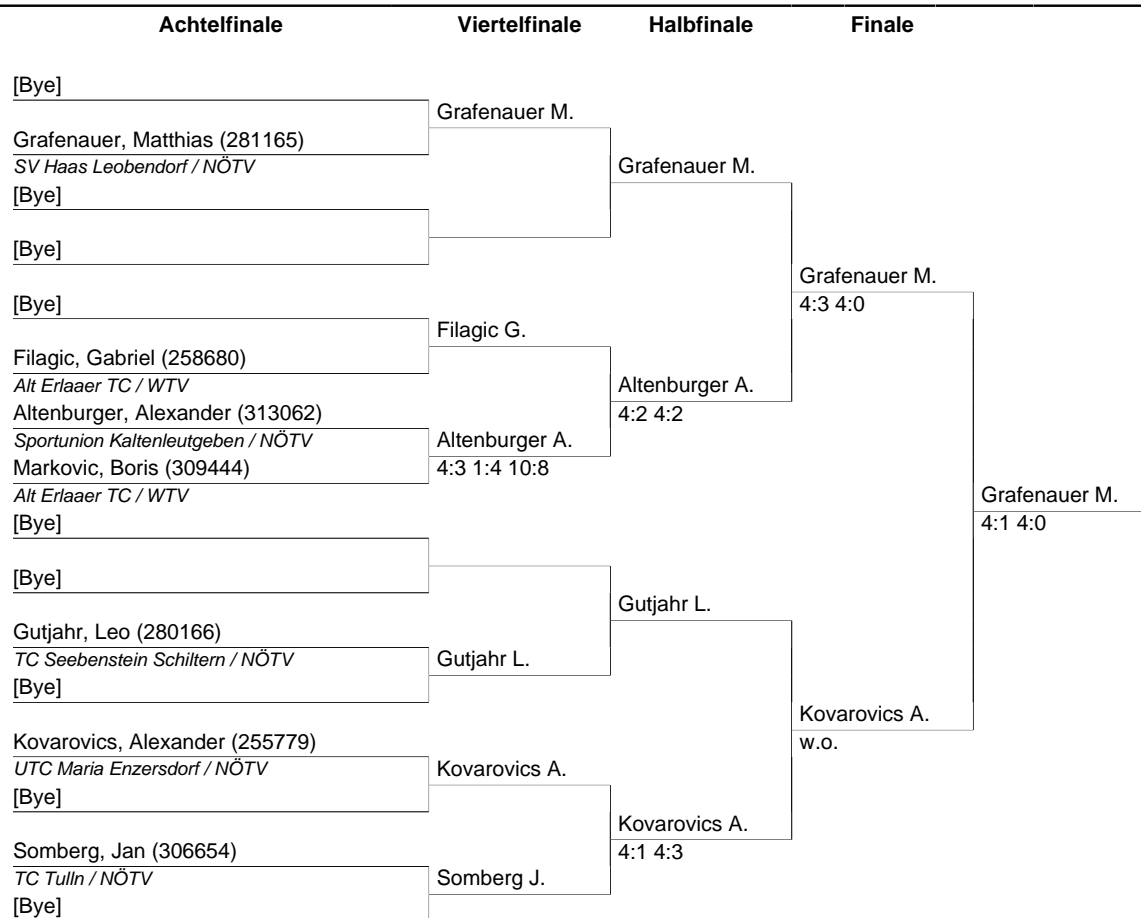 Achtelfinale Viertelfinale Halbfinale Finale
[Bye]
Grafenauer M.
Grafenauer, Matthias (281165)
SV Haas Leobendorf / NÖTV Grafenauer M.
[Bye]
[Bye]
Grafenauer M.
[Bye] 4:3 4:0
Filagic G.
Filagic, Gabriel (258680)
Alt Erlaaer TC / WTV Altenburger A.
Altenburger, Alexander (313062) 4:2 4:2
Sportunion Kaltenleutgeben / NÖTV Altenburger A.
Markovic, Boris (309444) 4:3 1:4 10:8
Alt Erlaaer TC / WTV Grafenauer M.
[Bye] 4:1 4:0
[Bye]
Gutjahr L.
Gutjahr, Leo (280166)
TC Seebenstein Schiltern / NÖTV Gutjahr L.
[Bye]
Kovarovics A.
Kovarovics, Alexander (255779) w.o.
UTC Maria Enzersdorf / NÖTV Kovarovics A.
[Bye]
Kovarovics A.
Somberg, Jan (306654) 4:1 4:3
TC Tulln / NÖTV Somberg J.
[Bye]